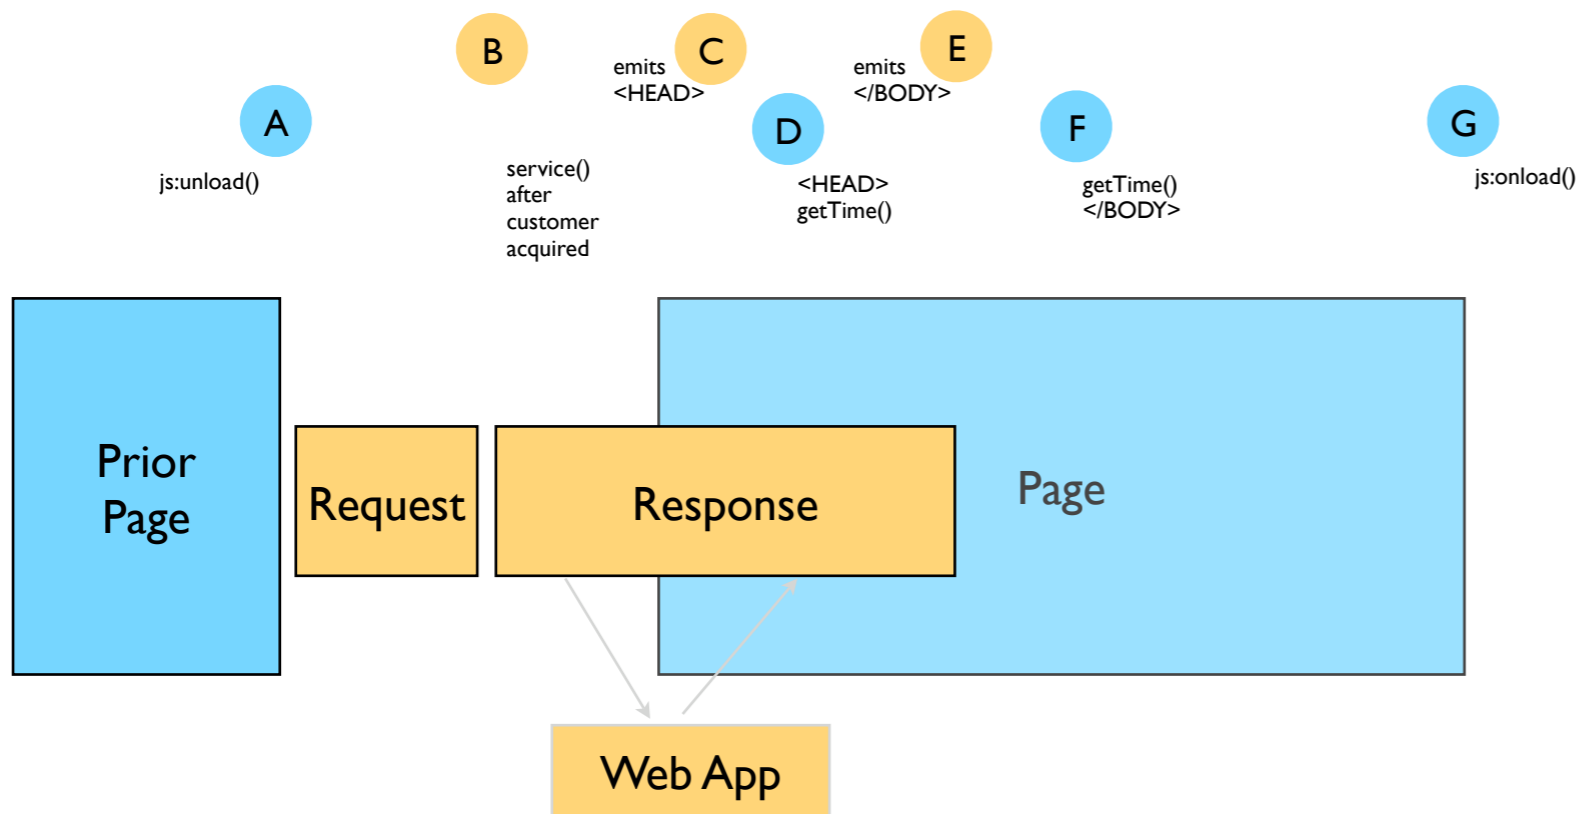 B
emits
<HEAD>
C
emits
</BODY>
E
A
js:unload()
service()
after
customer
acquired
D
<HEAD>
getTime()
F
getTime()
</BODY>
G
js:onload()
Prior
Page
Request
Response
Page
Web App